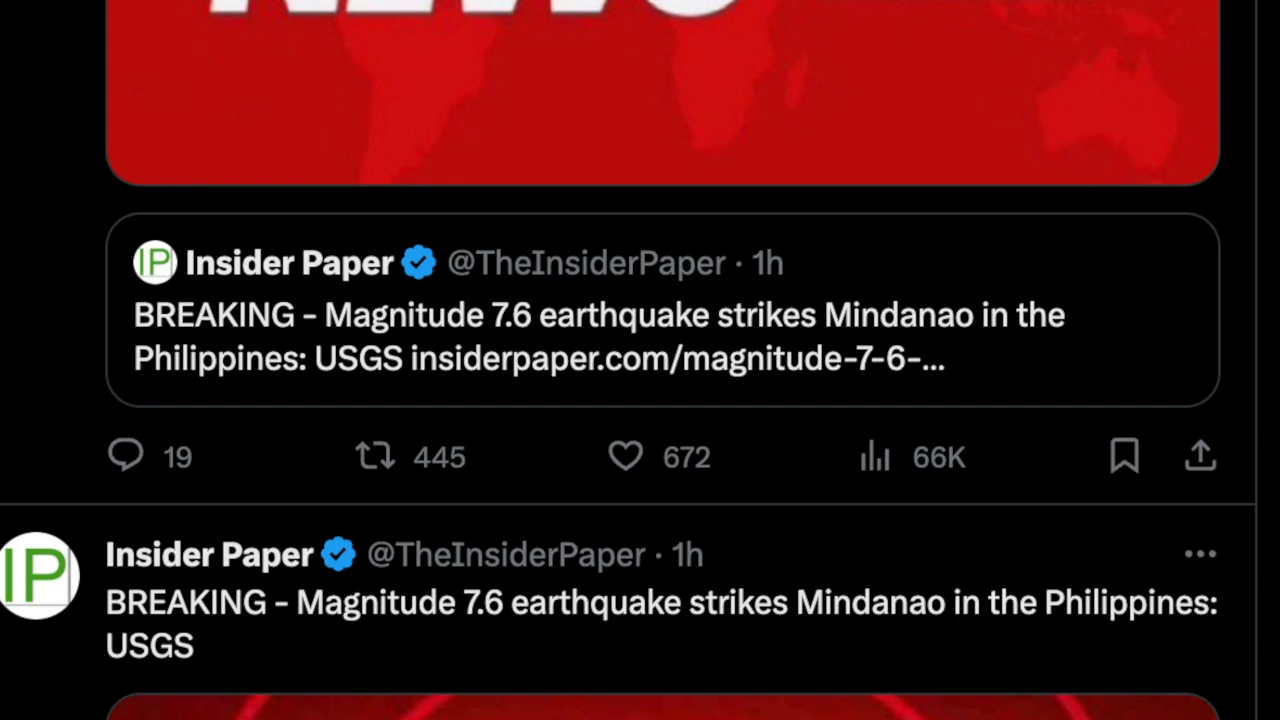 NEWS
IP Insider Paper @TheInsiderPaper · 1h
BREAKING – Magnitude 7.6 earthquake strikes Mindanao in the
Philippines: USGS insiderpaper.com/magnitude-7-6-…
19 445 672 66K
IP Insider Paper @TheInsiderPaper · 1h
BREAKING – Magnitude 7.6 earthquake strikes Mindanao in the Philippines:
USGS